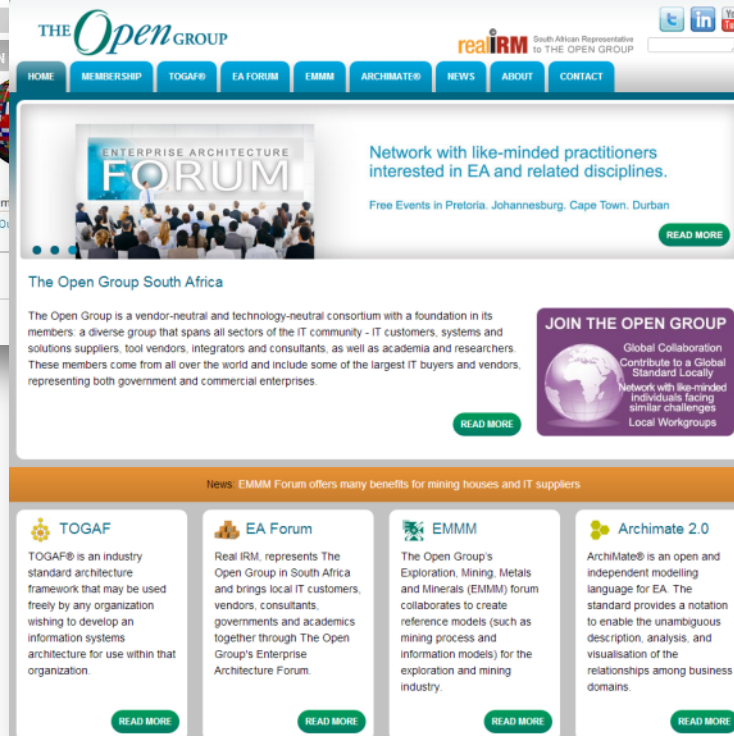 THE Open GROUP
realIRM South African Representative
to THE OPEN GROUP
HOME MEMBERSHIP TOGAF® EA FORUM EMMM ARCHIMATE® NEWS ABOUT CONTACT
ENTERPRISE ARCHITECTURE
FORUM
Network with like-minded practitioners
interested in EA and related disciplines.
Free Events in Pretoria. Johannesburg. Cape Town. Durban
READ MORE
The Open Group South Africa
The Open Group is a vendor-neutral and technology-neutral consortium with a foundation in its
members: a diverse group that spans all sectors of the IT community - IT customers, systems and
solutions suppliers, tool vendors, integrators and consultants, as well as academia and researchers.
These members come from all over the world and include some of the largest IT buyers and vendors,
representing both government and commercial enterprises.
READ MORE
JOIN THE OPEN GROUP
Global Collaboration
Contribute to a Global
Standard Locally
Network with like-minded
individuals facing
similar challenges
Local Workgroups
News: EMMM Forum offers many benefits for mining houses and IT suppliers
TOGAF
TOGAF® is an industry
standard architecture
framework that may be used
freely by any organization
wishing to develop an
information systems
architecture for use within that
organization.
READ MORE
EA Forum
Real IRM, represents The
Open Group in South Africa
and brings local IT customers,
vendors, consultants,
governments and academics
together through The Open
Group's Enterprise
Architecture Forum.
READ MORE
EMMM
The Open Group's
Exploration, Mining, Metals
and Minerals (EMMM) forum
collaborates to create
reference models (such as
mining process and
information models) for the
exploration and mining
industry.
READ MORE
Archimate 2.0
ArchiMate® is an open and
independent modelling
language for EA. The
standard provides a notation
to enable the unambiguous
description, analysis, and
visualisation of the
relationships among business
domains.
READ MORE